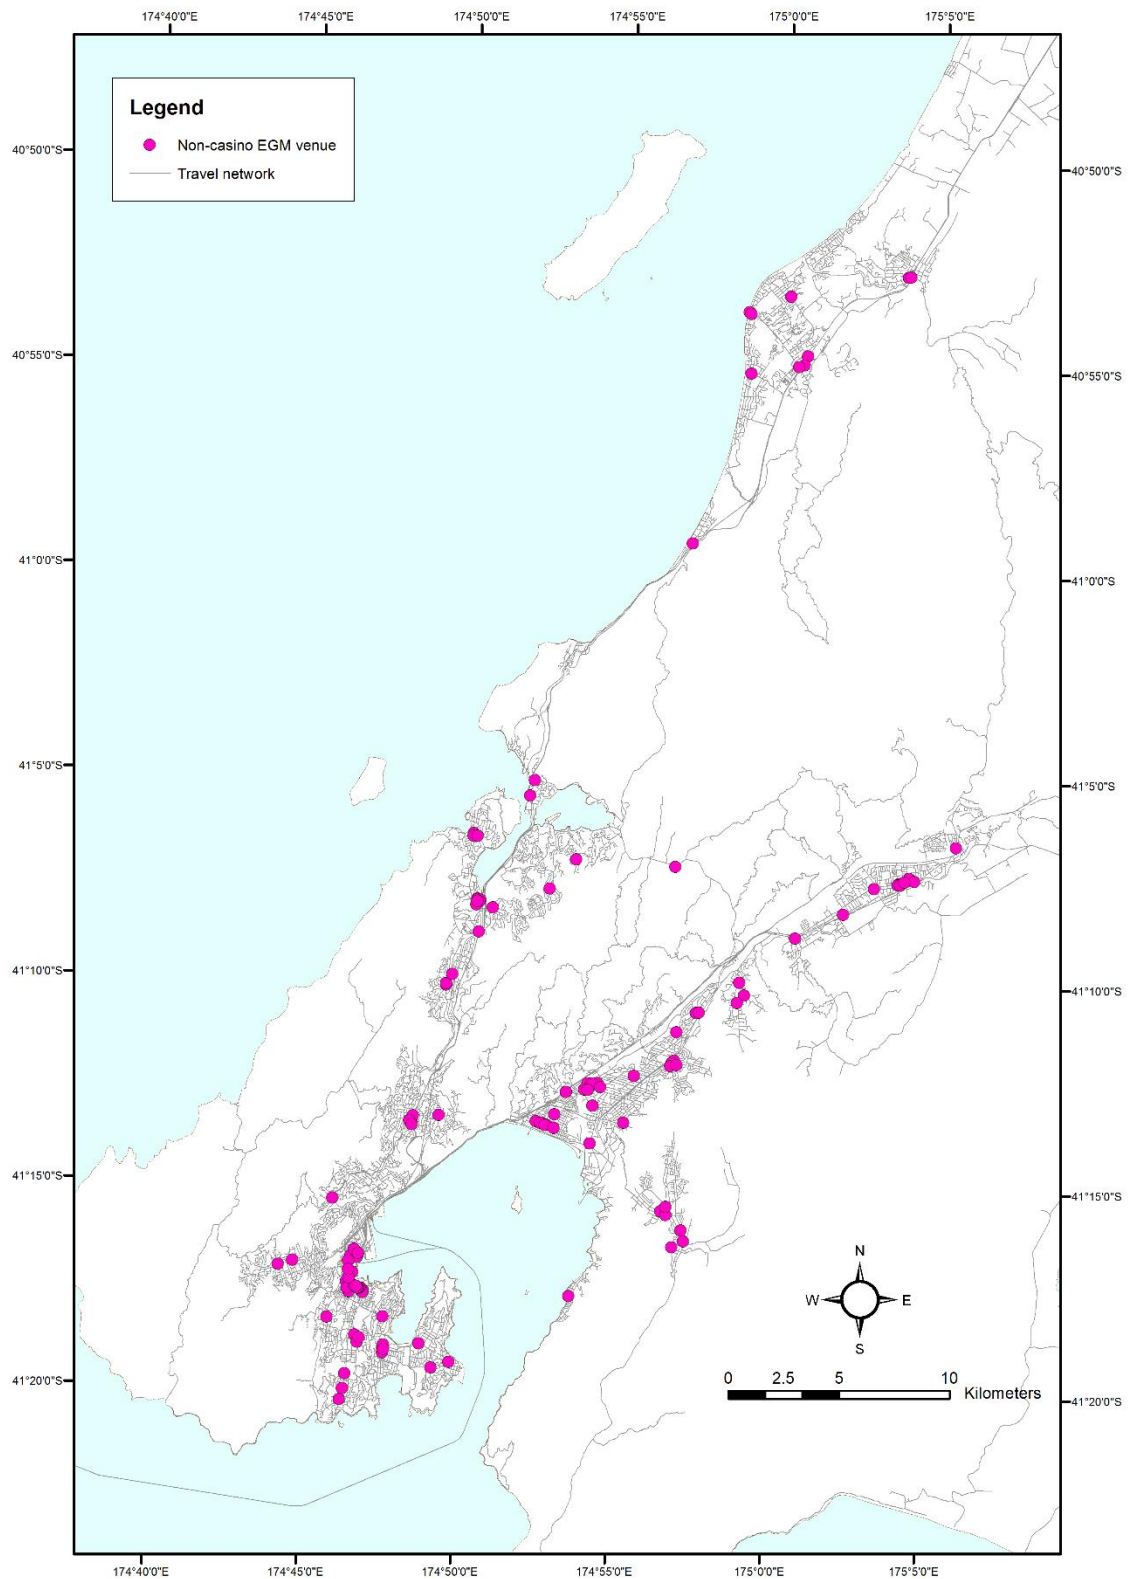 174°40'0"E 174°45'0"E 174°50'0"E 174°55'0"E 175°0'0"E 175°5'0"E
Legend
Non-casino EGM venue
Travel network
40°50'0"S 40°50'0"S
40°55'0"S 40°55'0"S
41°0'0"S 41°0'0"S
41°5'0"S 41°5'0"S
41°10'0"S 41°10'0"S
41°15'0"S 41°15'0"S
N
W E
S
0 2.5 5 10
Kilometers
41°20'0"S 41°20'0"S
174°40'0"E 174°45'0"E 174°50'0"E 174°55'0"E 175°0'0"E 175°5'0"E